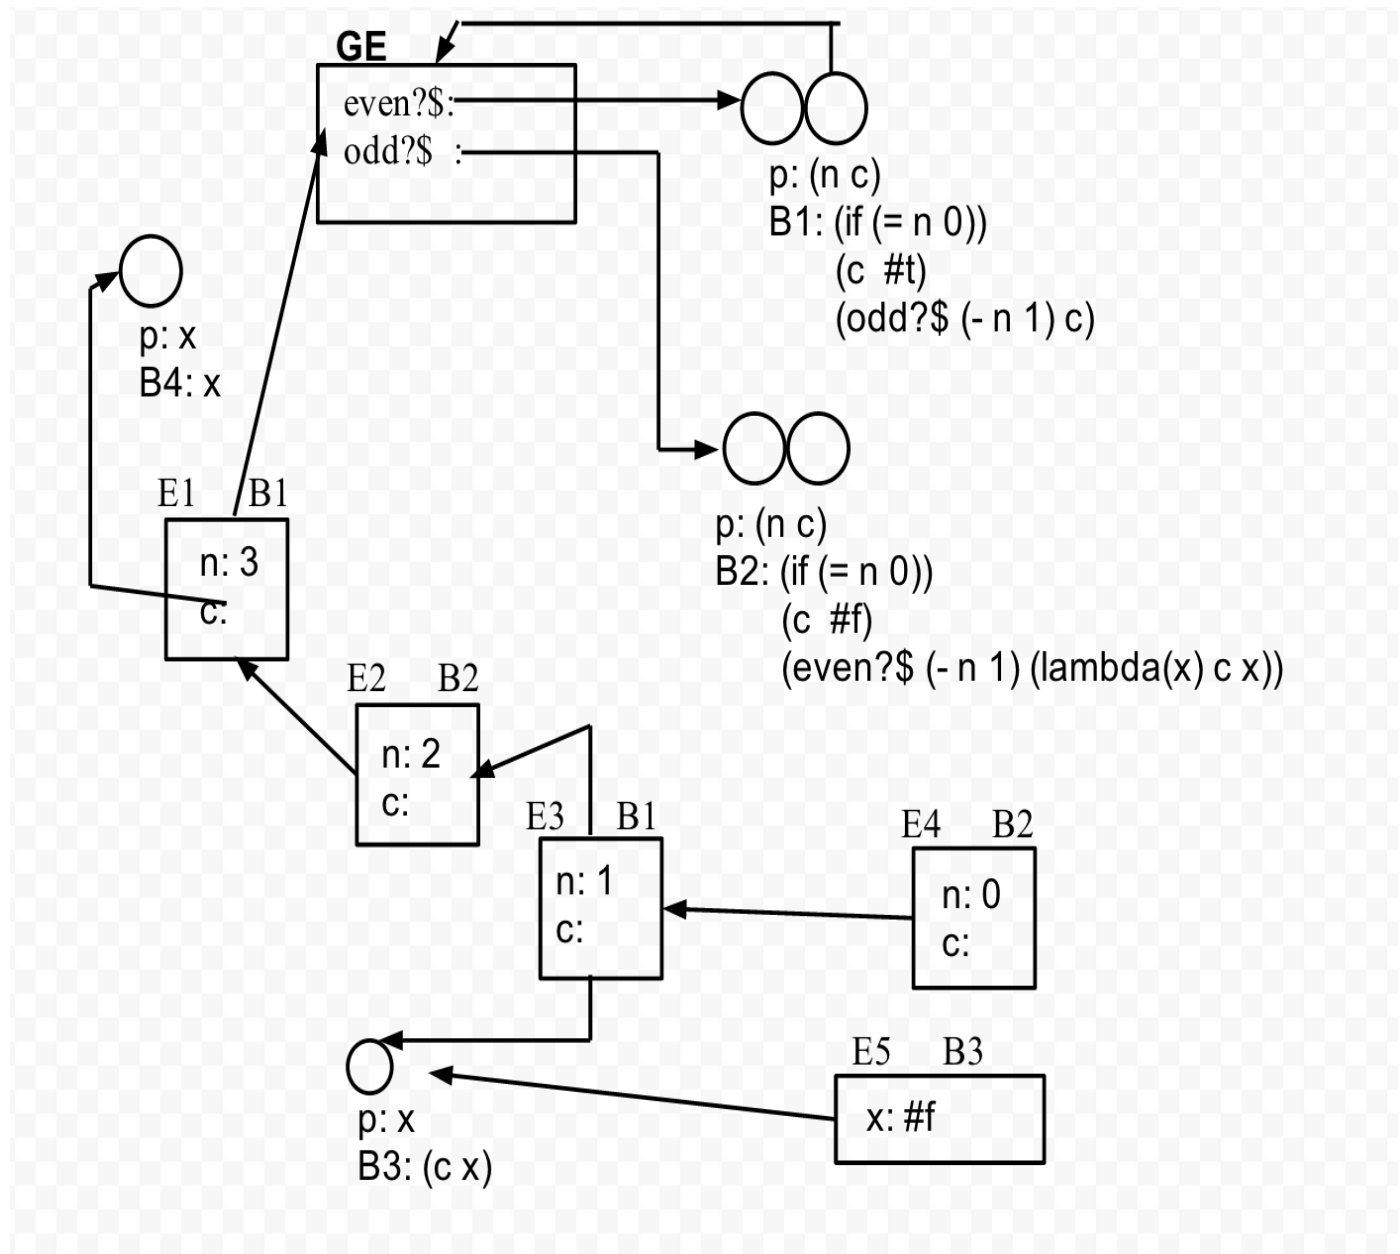 GE
even?$:
odd?$ :
p: (n c)
B1: (if (= n 0))
(c #t)
(odd?$ (- n 1) c)
p: x
B4: x
p: (n c)
B2: (if (= n 0))
(c #f)
(even?$ (- n 1) (lambda(x) c x))
E1 B1
n: 3
c:
E2 B2
n: 2
c:
E3 B1
n: 1
c:
E4 B2
n: 0
c:
E5 B3
x: #f
p: x
B3: (c x)